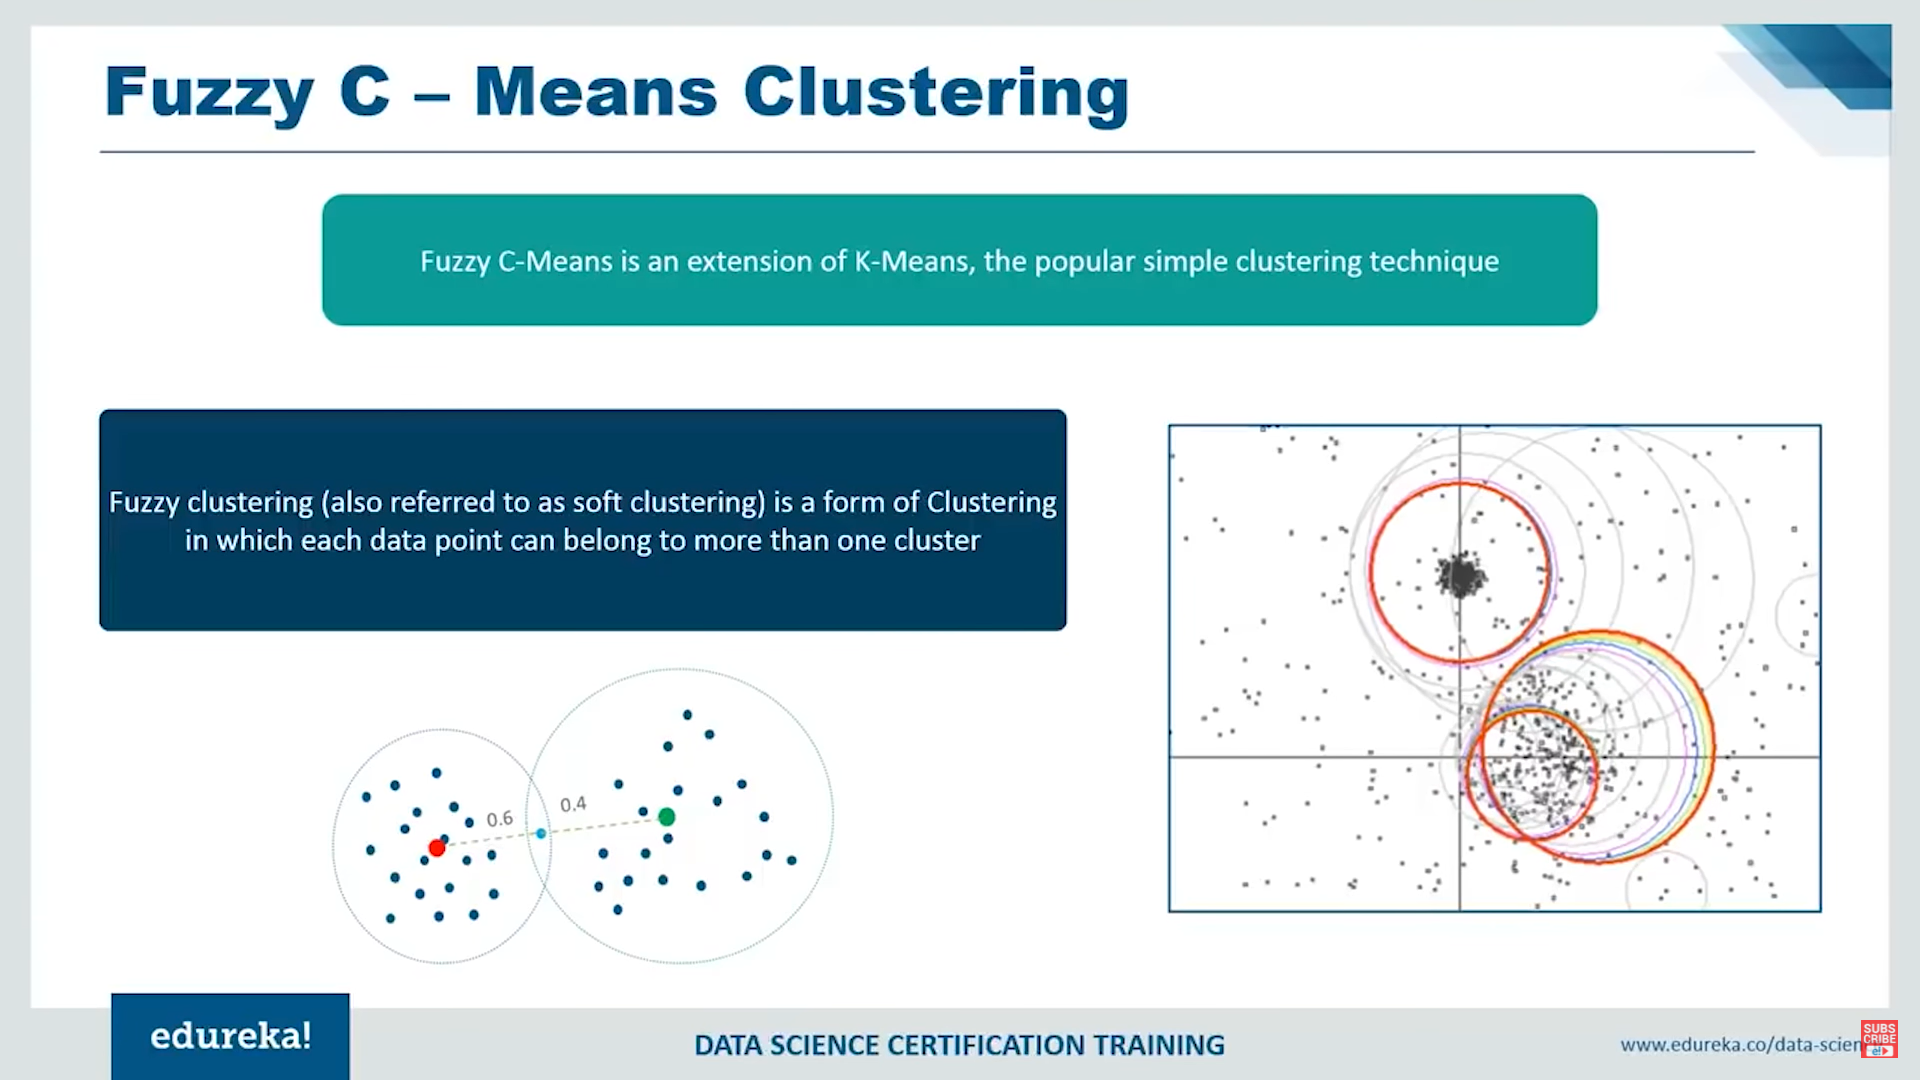 Fuzzy C – Means Clustering
Fuzzy C-Means is an extension of K-Means, the popular simple clustering technique
Fuzzy clustering (also referred to as soft clustering) is a form of Clustering
in which each data point can belong to more than one cluster
0.6
0.4
edureka!
DATA SCIENCE CERTIFICATION TRAINING
www.edureka.co/data-scien
SUBS
CRIBE
e!